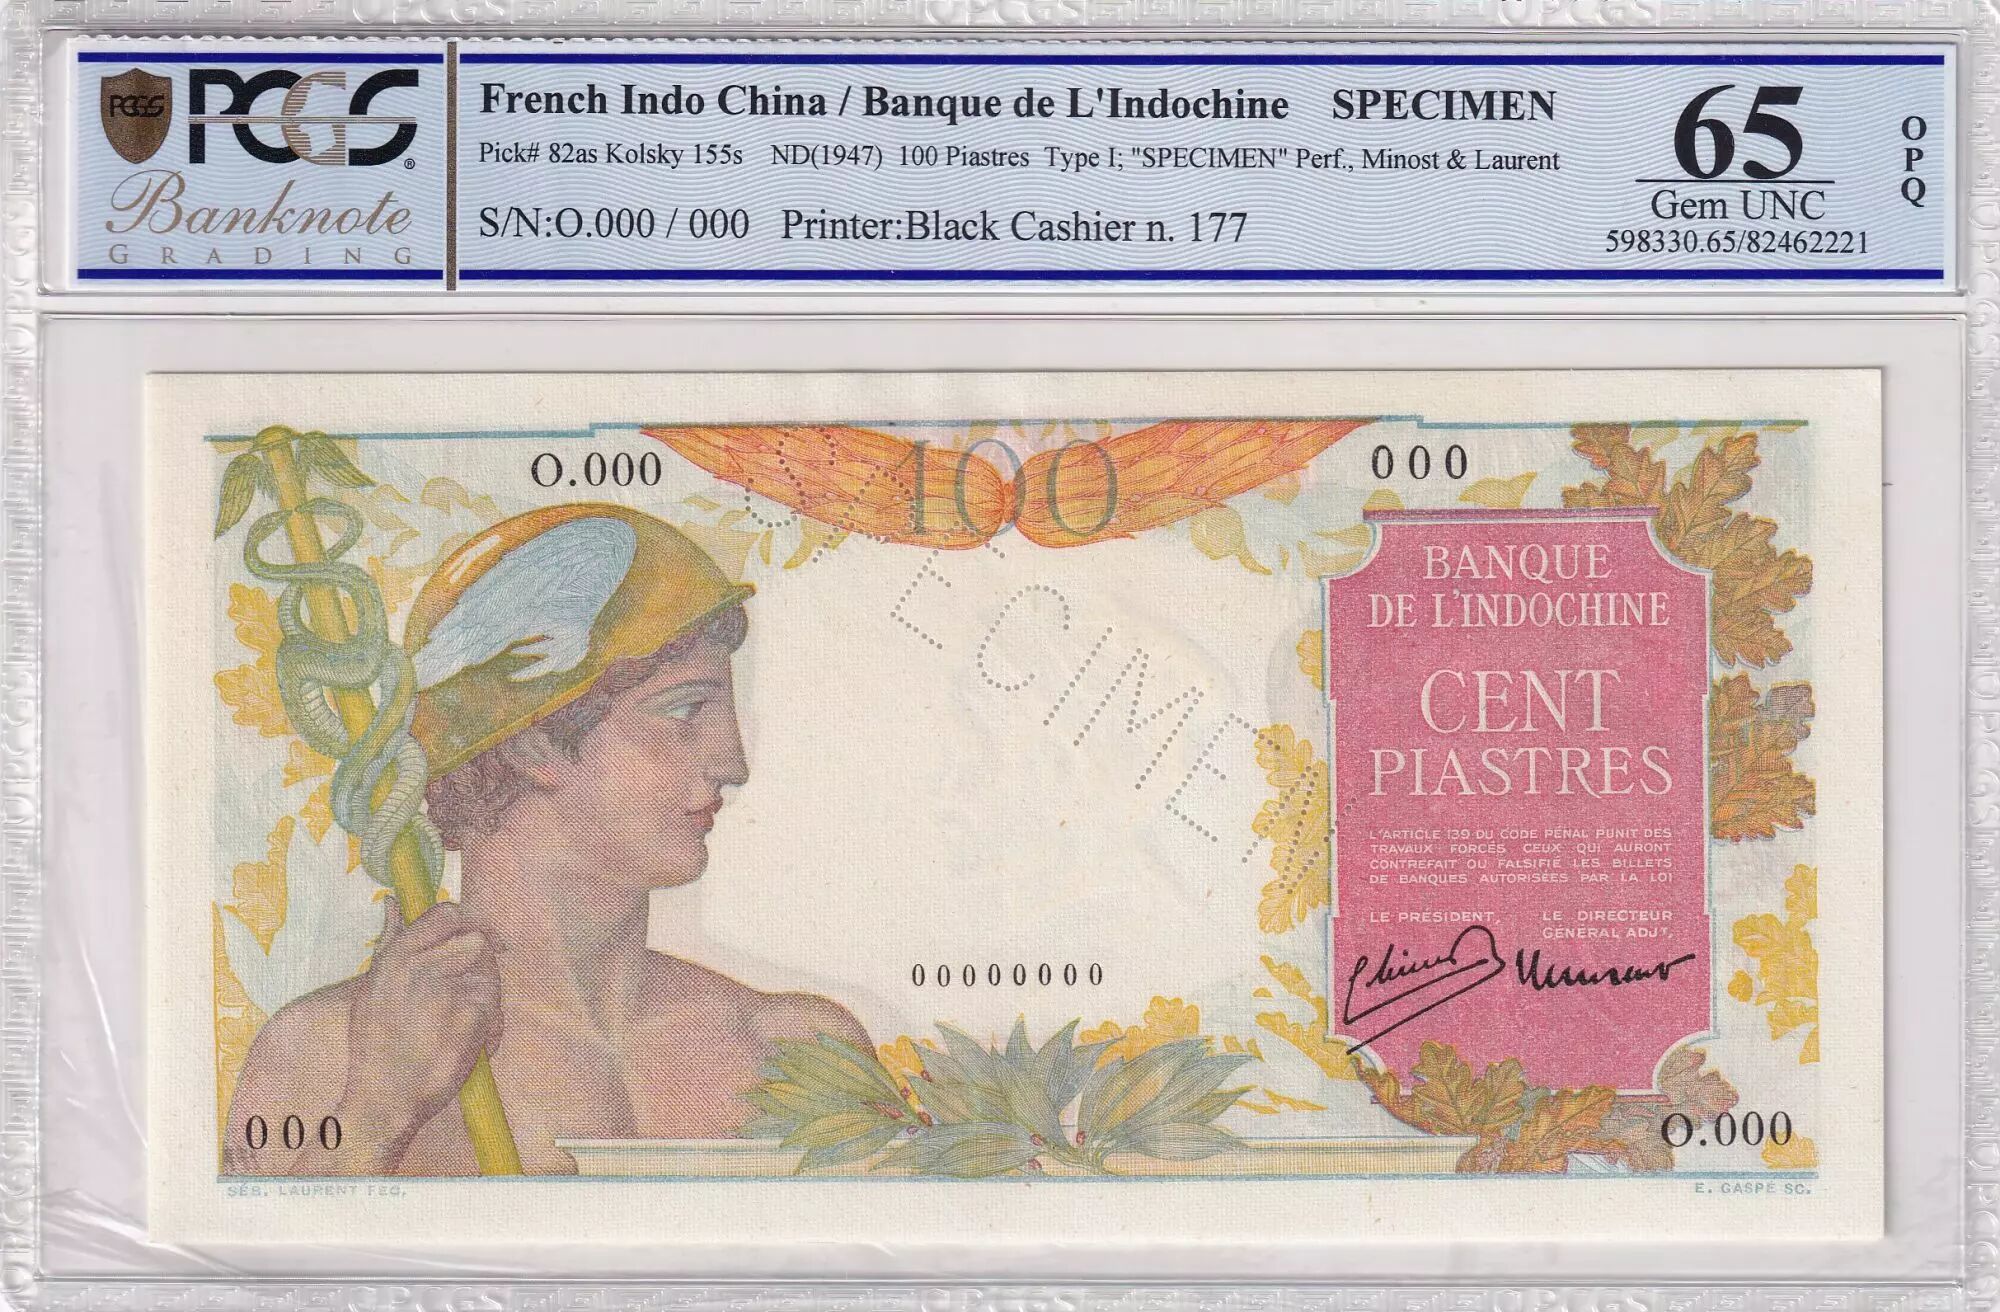 PCGS
PCGS®
Banknote
GRADING
French Indo China / Banque de L'Indochine SPECIMEN
Pick# 82as Kolsky 155s ND(1947) 100 Piastres Type I; "SPECIMEN" Perf., Minost & Laurent
S/N:O.000 / 000 Printer:Black Cashier n. 177
65
Gem UNC
598330.65/82462221
OPQ
O.000
100
000
SPECIMEN
BANQUE
DE L'INDOCHINE
CENT
PIASTRES
L'ARTICLE 139 DU CODE PÉNAL PUNIT DES
TRAVAUX FORCÉS CEUX QUI AURONT
CONTREFAIT OU FALSIFIÉ LES BILLETS
DE BANQUES AUTORISÉES PAR LA LOI
LE PRÉSIDENT, LE DIRECTEUR
GÉNÉRAL ADJT,
00000000
000
O.000
SÉB. LAURENT FEC.
E. GASPÉ SC.